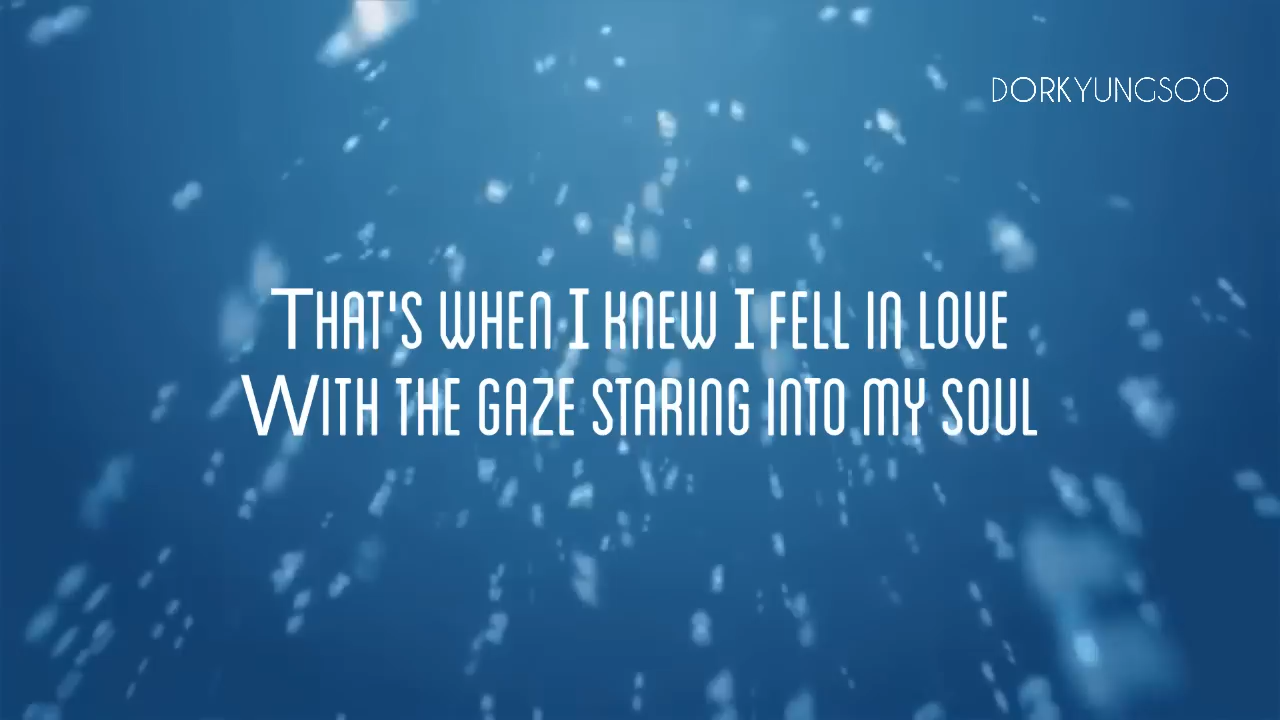 DORKYUNGSOO
That's when I knew I fell in love
With the gaze staring into my soul